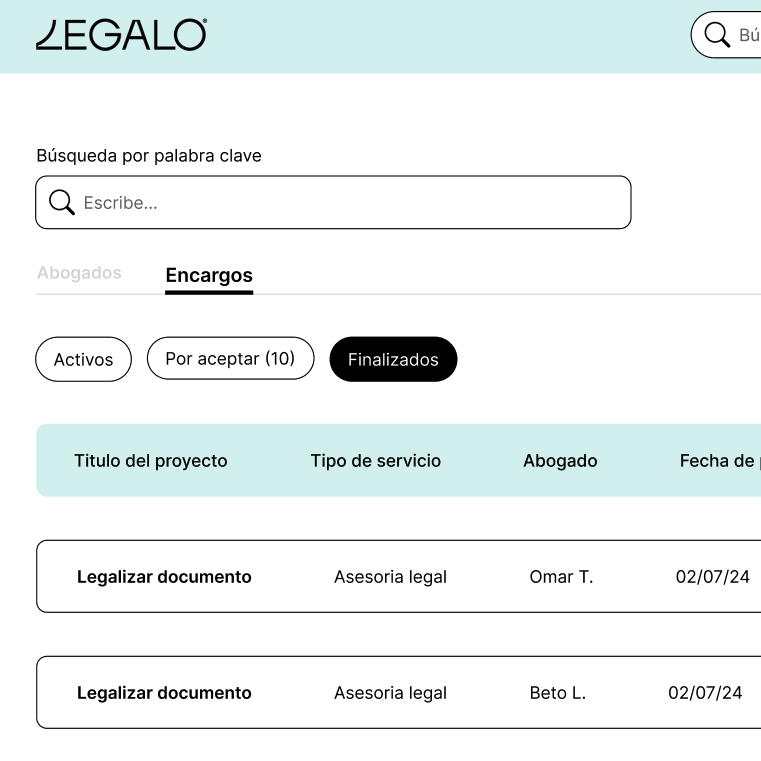 LEGALO
Bú
Búsqueda por palabra clave
Escribe...
Abogados Encargos
Activos Por aceptar (10) Finalizados
Titulo del proyecto Tipo de servicio Abogado Fecha de
Legalizar documento Asesoria legal Omar T. 02/07/24
Legalizar documento Asesoria legal Beto L. 02/07/24